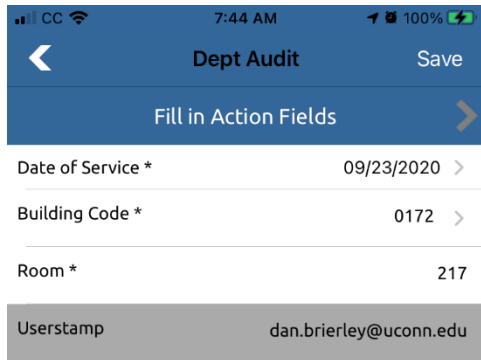 CC 7:44 AM 100%
Dept Audit Save
Fill in Action Fields
Date of Service * 09/23/2020
Building Code * 0172
Room * 217
Userstamp dan.brierley@uconn.edu